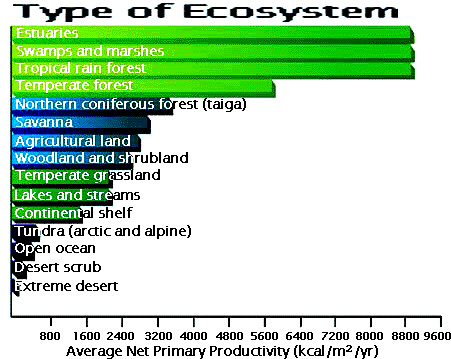 Type of Ecosystem
Estuaries
Swamps and marshes
Tropical rain forest
Temperate forest
Northern coniferous forest (taiga)
Savanna
Agricultural land
Woodland and shrubland
Temperate grassland
Lakes and streams
Continental shelf
Tundra (arctic and alpine)
Open ocean
Desert scrub
Extreme desert
800 1600 2400 3200 4000 4800 5600 6400 7200 8000 8800 9600
Average Net Primary Productivity (kcal/m²/yr)